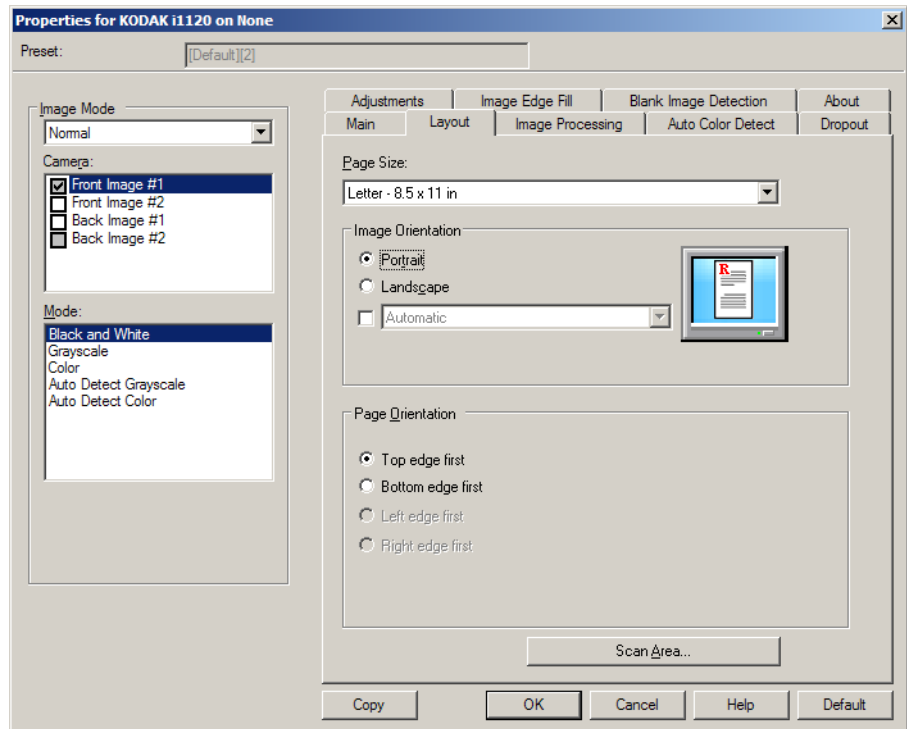 Properties for KODAK i1120 on None
Preset:
[Default][2]
Image Mode
Normal
Camera:
Front Image #1
Front Image #2
Back Image #1
Back Image #2
Mode:
Black and White
Grayscale
Color
Auto Detect Grayscale
Auto Detect Color
Adjustments
Image Edge Fill
Blank Image Detection
About
Main
Layout
Image Processing
Auto Color Detect
Dropout
Page Size:
Letter - 8.5 x 11 in
Image Orientation
Portrait
Landscape
Automatic
R
Page Orientation
Top edge first
Bottom edge first
Left edge first
Right edge first
Scan Area...
Copy
OK
Cancel
Help
Default